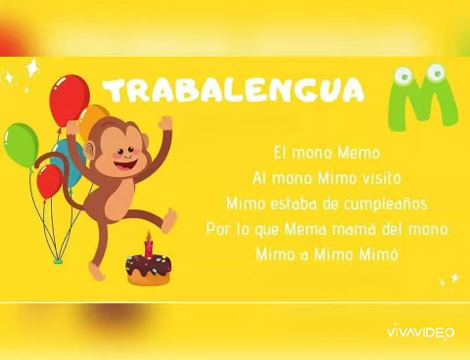 TRABALENGUA
M
El mono Memo
Al mono Mimo visito
Mimo estaba de cumpleaños
Por lo que Mema mamá del mono
Mimo a Mimo Mimó
VIVAVIDEO